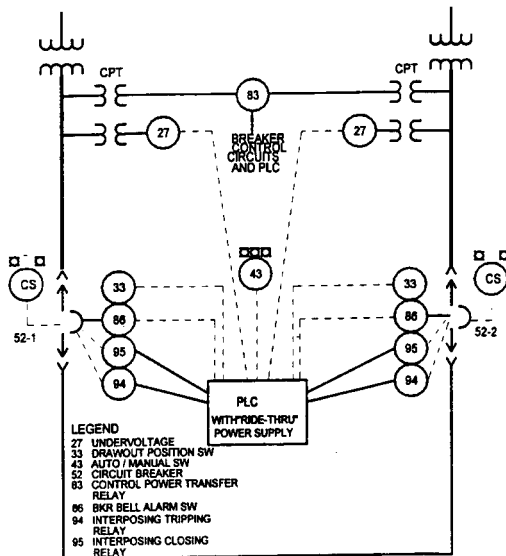 CPT
CPT
83
27
27
BREAKER
CONTROL
CIRCUITS
AND PLC
43
CS
CS
33
33
86
86
52-1
52-2
95
95
94
94
PLC
WITH"RIDE-THRU"
POWER SUPPLY
LEGEND
27 UNDERVOLTAGE
33 DRAWOUT POSITION SW
43 AUTO / MANUAL SW
52 CIRCUIT BREAKER
83 CONTROL POWER TRANSFER
RELAY
86 BKR BELL ALARM SW
94 INTERPOSING TRIPPING
RELAY
95 INTERPOSING CLOSING
RELAY